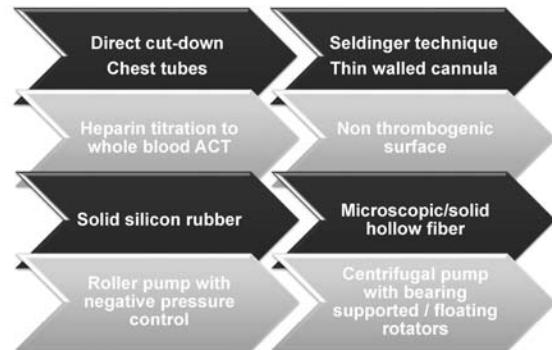 Direct cut-down
Chest tubes
Seldinger technique
Thin walled cannula
Heparin titration to
whole blood ACT
Non thrombogenic
surface
Solid silicon rubber
Microscopic/solid
hollow fiber
Roller pump with
negative pressure
control
Centrifugal pump
with bearing
supported / floating
rotators